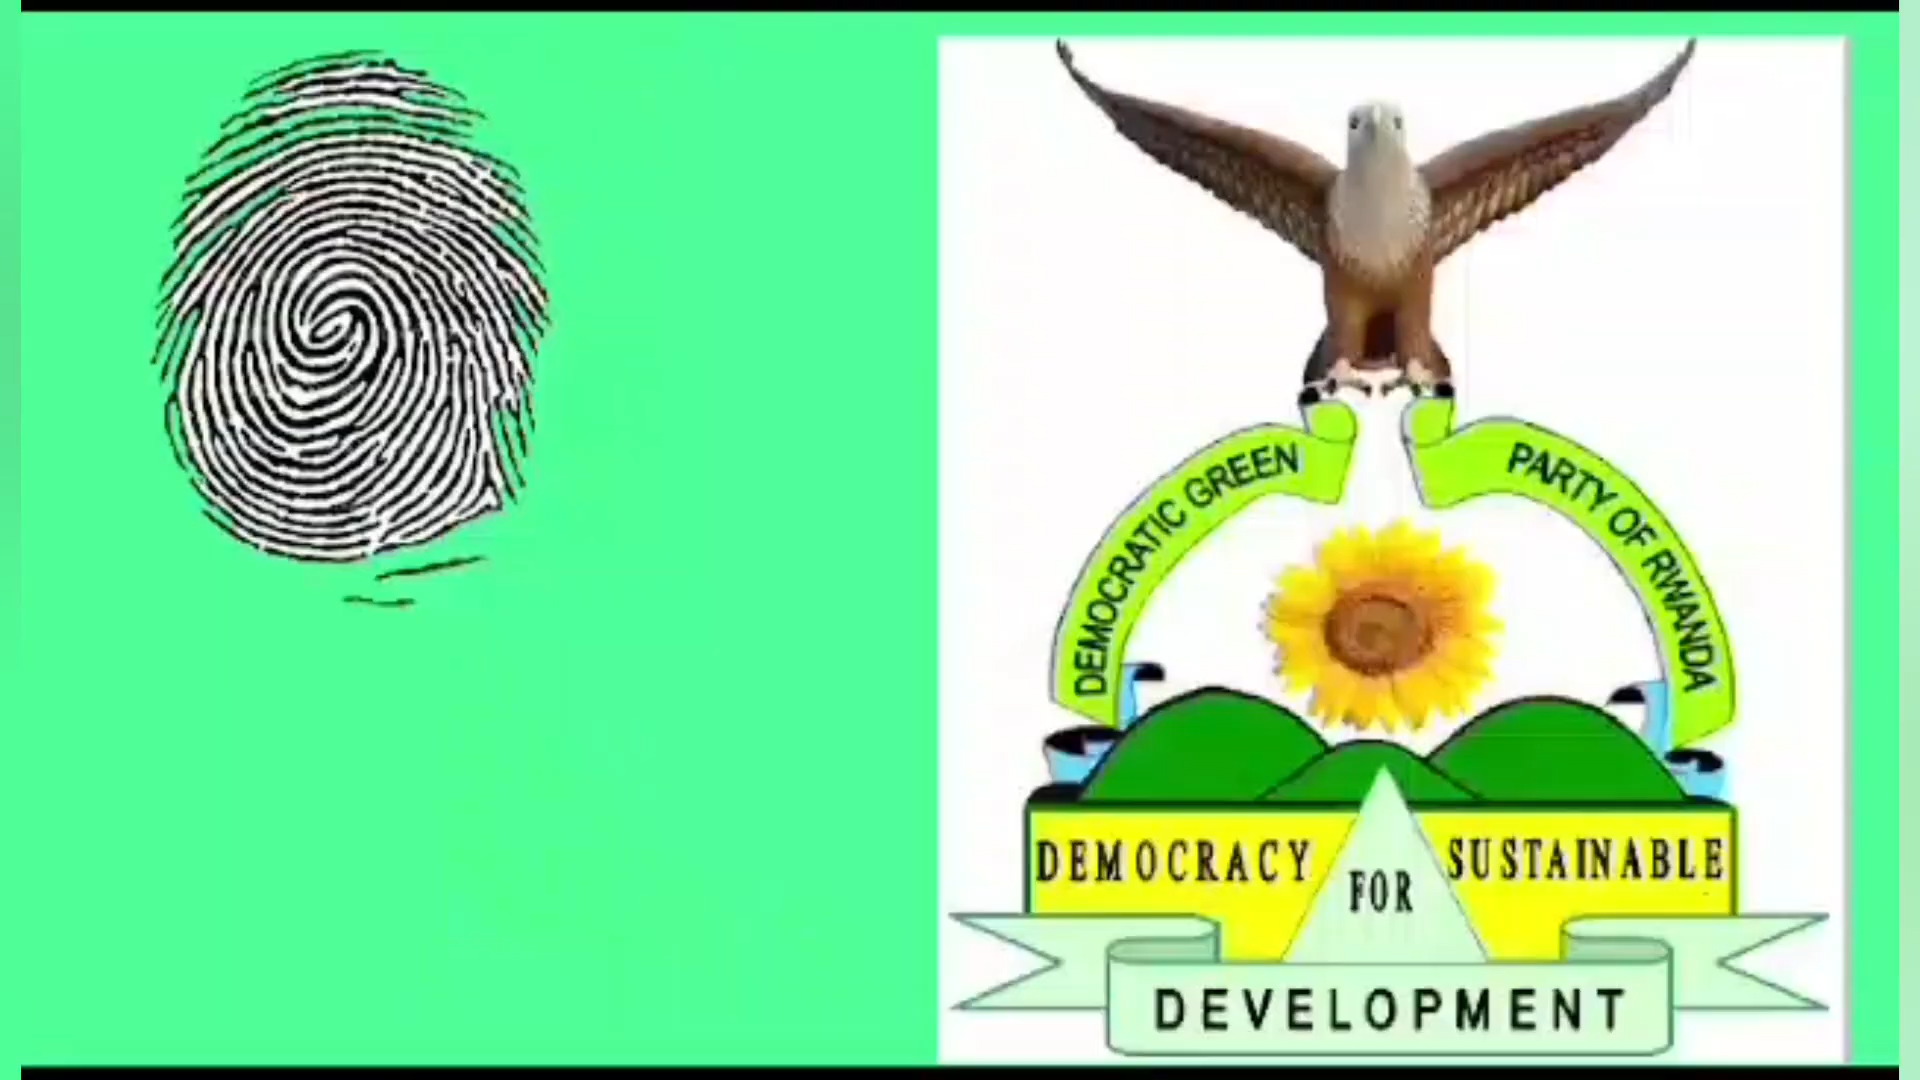 DEMOCRATIC GREEN
PARTY OF RWANDA
DEMOCRACY
FOR
SUSTAINABLE
DEVELOPMENT